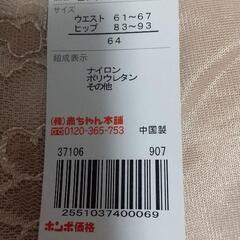 サイズ
ウエスト 61~67
ヒップ 83~93
64
組成表示
ナイロン
ポリウレタン
その他
(株)赤ちゃん本舗
0120-365-753 中国製
37106 907
2551037400069
ホンポ価格